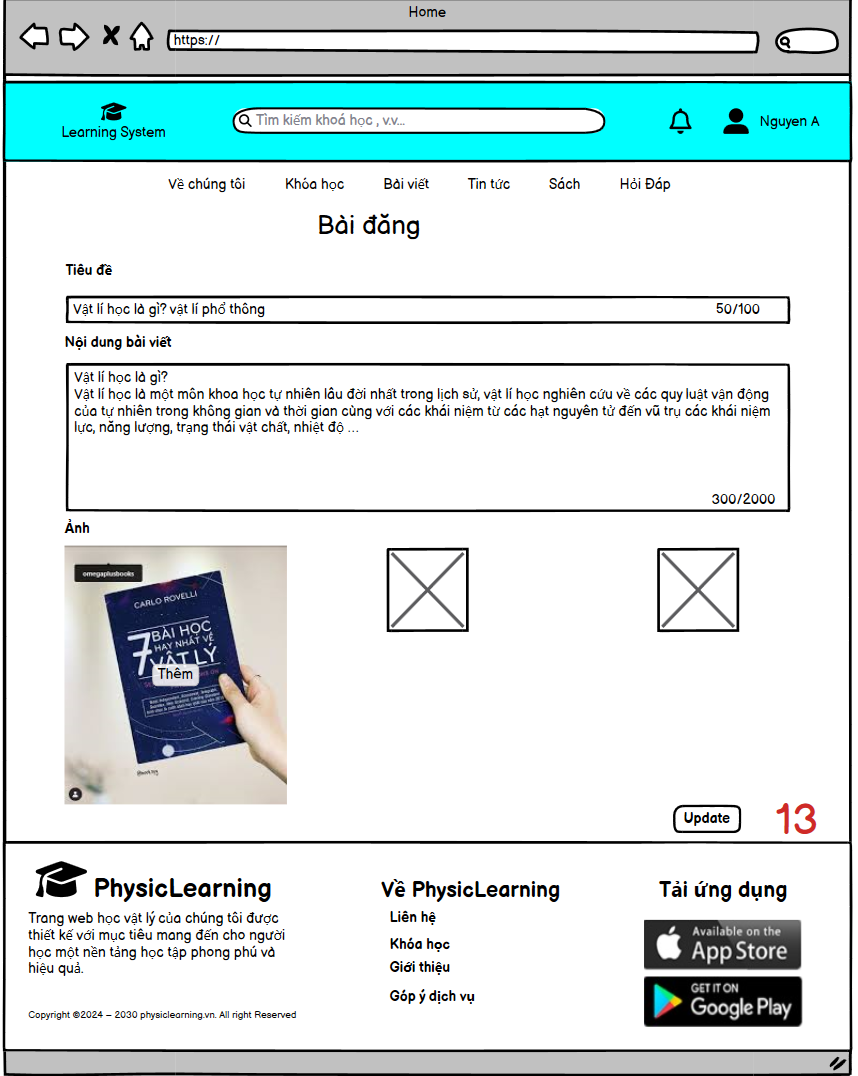 Home
https://
Learning System
Tìm kiếm khoá học , v.v...
Nguyen A
Về chúng tôi
Khóa học
Bài viết
Tin tức
Sách
Hỏi Đáp
Bài đăng
Tiêu đề
Vật lí học là gì? vật lí phổ thông
50/100
Nội dung bài viết
Vật lí học là gì?
Vật lí học là một môn khoa học tự nhiên lâu đời nhất trong lịch sử, vật lí học nghiên cứu về các quy luật vận động
của tự nhiên trong không gian và thời gian cùng với các khái niệm từ các hạt nguyên tử đến vũ trụ các khái niệm
lực, năng lượng, trạng thái vật chất, nhiệt độ ...
300/2000
Ảnh
omegaplusbooks
CARLO ROVELLI
7 BÀI HỌC
HAY NHẤT VỀ
VẬT LÝ
Thêm
Update
13
PhysicLearning
Trang web học vật lý của chúng tôi được
thiết kế với mục tiêu mang đến cho người
học một nền tảng học tập phong phú và
hiệu quả.
Copyright ©2024 – 2030 physiclearning.vn. All right Reserved
Về PhysicLearning
Liên hệ
Khóa học
Giới thiệu
Góp ý dịch vụ
Tải ứng dụng
Available on the
App Store
GET IT ON
Google Play